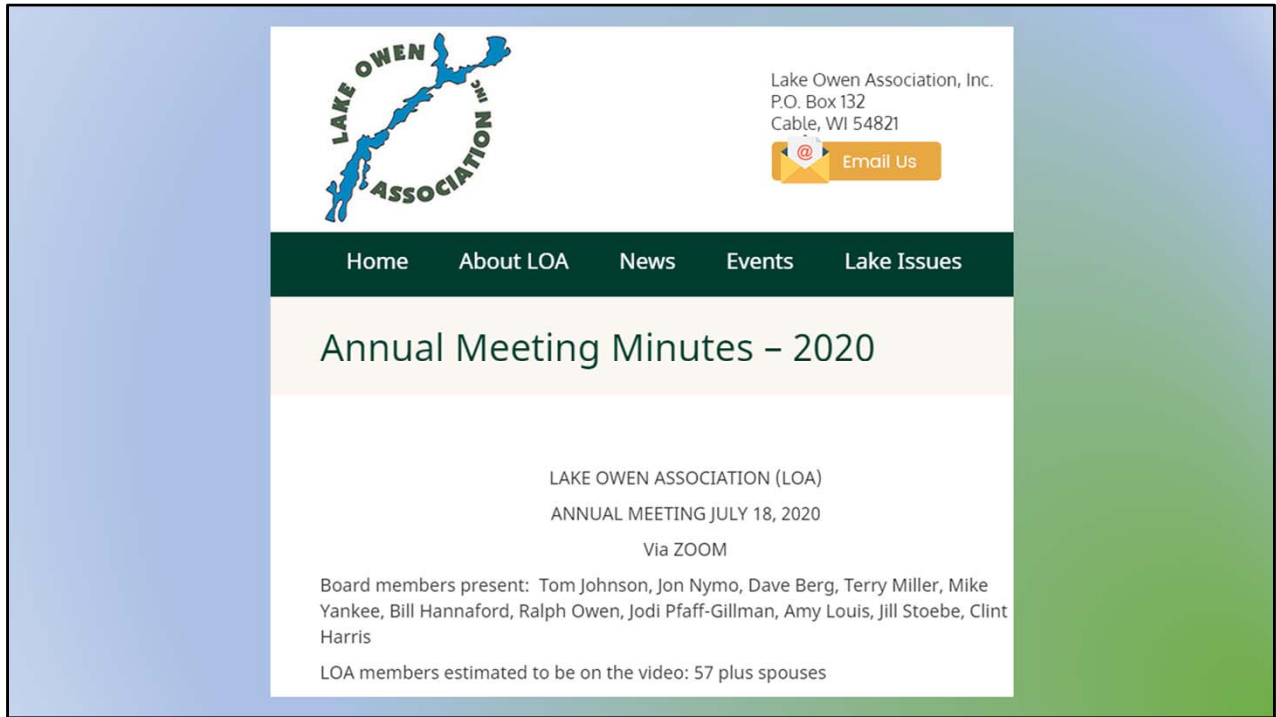 LAKE OWEN
ASSOCIATION INC
Lake Owen Association, Inc.
P.O. Box 132
Cable, WI 54821
@
Email Us
Home About LOA News Events Lake Issues
Annual Meeting Minutes – 2020
LAKE OWEN ASSOCIATION (LOA)
ANNUAL MEETING JULY 18, 2020
Via ZOOM
Board members present:  Tom Johnson, Jon Nymo, Dave Berg, Terry Miller, Mike
Yankee, Bill Hannaford, Ralph Owen, Jodi Pfaff-Gillman, Amy Louis, Jill Stoebe, Clint
Harris
LOA members estimated to be on the video: 57 plus spouses